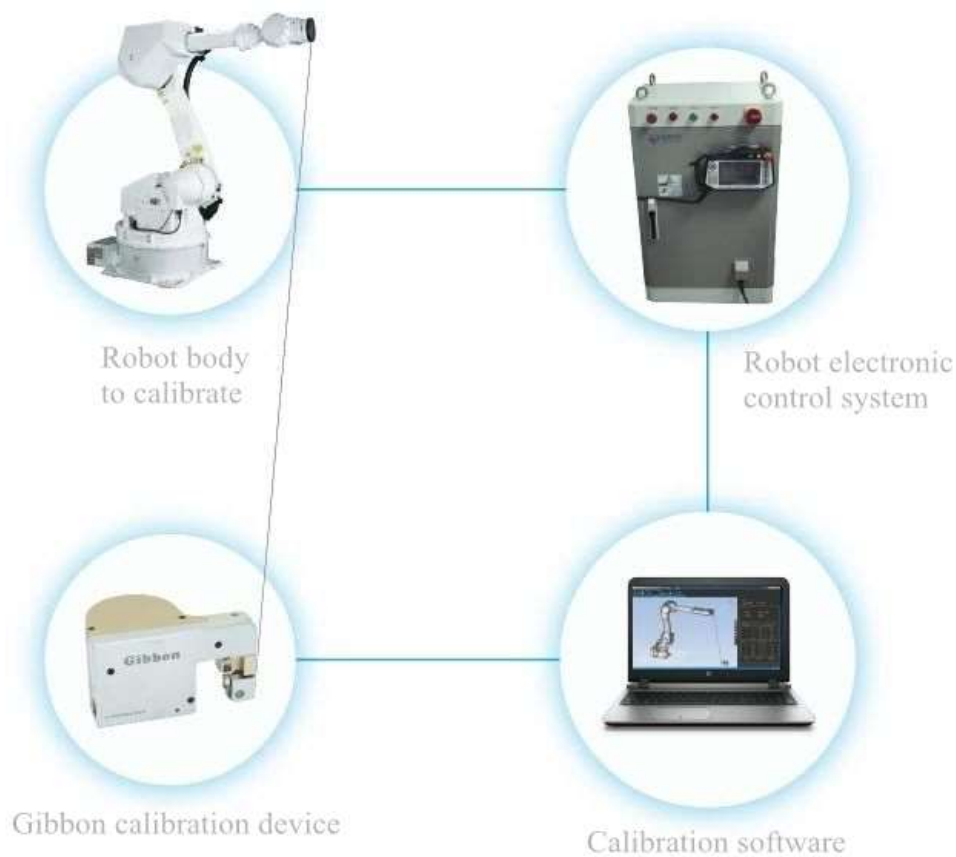 Robot body
to calibrate
Robot electronic
control system
Gibbon
Gibbon calibration device
Calibration software